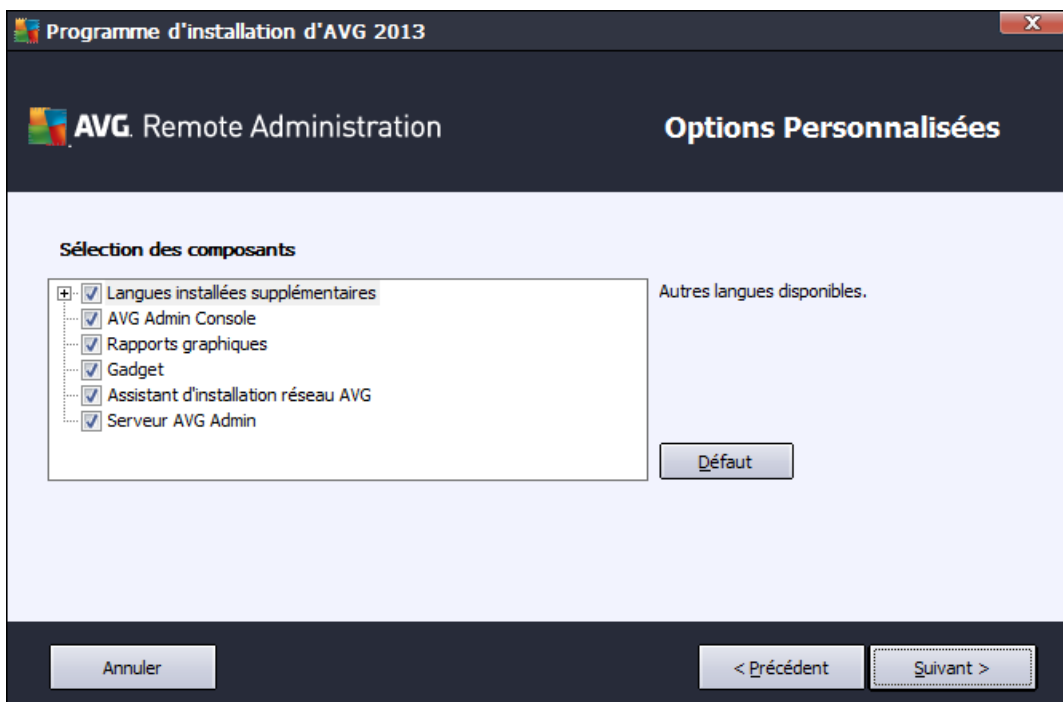 Programme d'installation d'AVG 2013
X
AVG. Remote Administration
Options Personnalisées
Sélection des composants
Langues installées supplémentaires
AVG Admin Console
Rapports graphiques
Gadget
Assistant d'installation réseau AVG
Serveur AVG Admin
Autres langues disponibles.
Défaut
Annuler
< Précédent
Suivant >